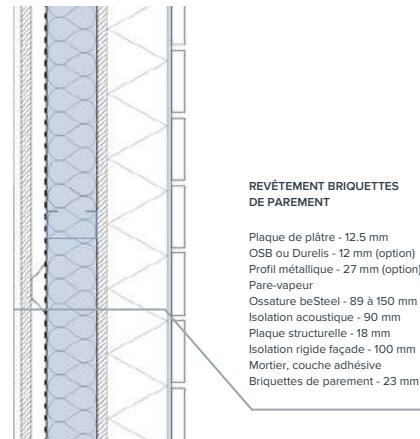 REVÊTEMENT BRIQUETTES
DE PAREMENT
Plaque de plâtre - 12.5 mm
OSB ou Durelis - 12 mm (option)
Profil métallique - 27 mm (option)
Pare-vapeur
Ossature beSteel - 89 à 150 mm
Isolation acoustique - 90 mm
Plaque structurelle - 18 mm
Isolation rigide façade - 100 mm
Mortier, couche adhésive
Briquettes de parement - 23 mm